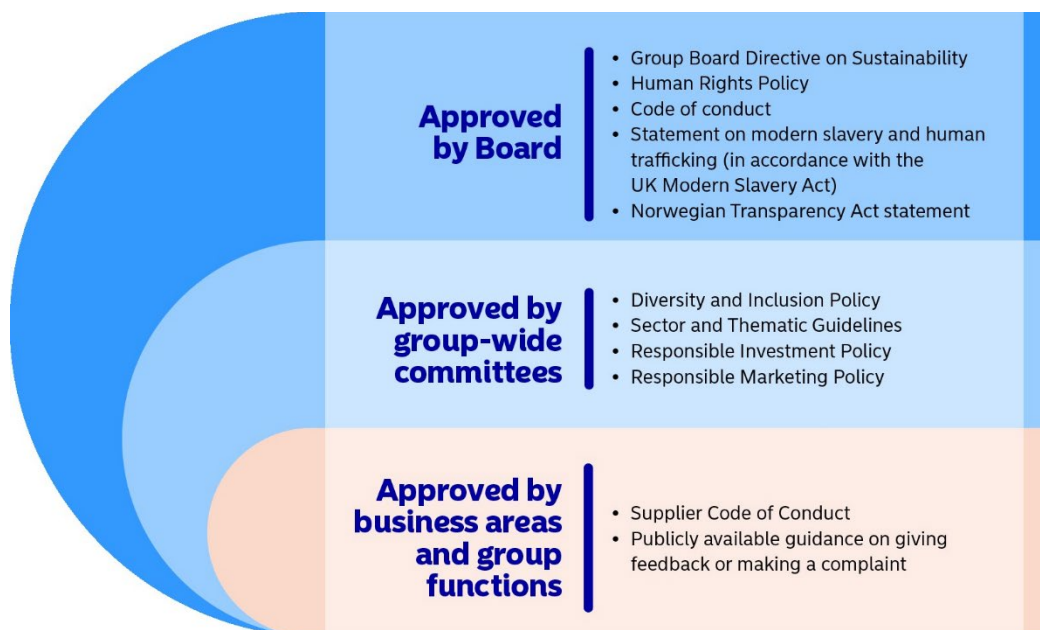 Approved
by Board
• Group Board Directive on Sustainability
• Human Rights Policy
• Code of conduct
• Statement on modern slavery and human
trafficking (in accordance with the
UK Modern Slavery Act)
• Norwegian Transparency Act statement
Approved by
group-wide
committees
• Diversity and Inclusion Policy
• Sector and Thematic Guidelines
• Responsible Investment Policy
• Responsible Marketing Policy
Approved by
business areas
and group
functions
• Supplier Code of Conduct
• Publicly available guidance on giving
feedback or making a complaint